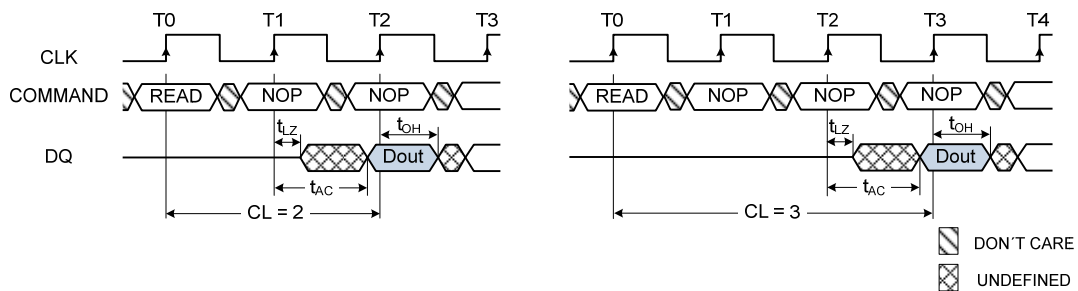 T0 T1 T2 T3 T0 T1 T2 T3 T4
CLK
COMMAND READ NOP NOP READ NOP NOP NOP
tLZ tOH tLZ tOH
DQ Dout Dout
tAC tAC
CL = 2 CL = 3
DON´T CARE
UNDEFINED